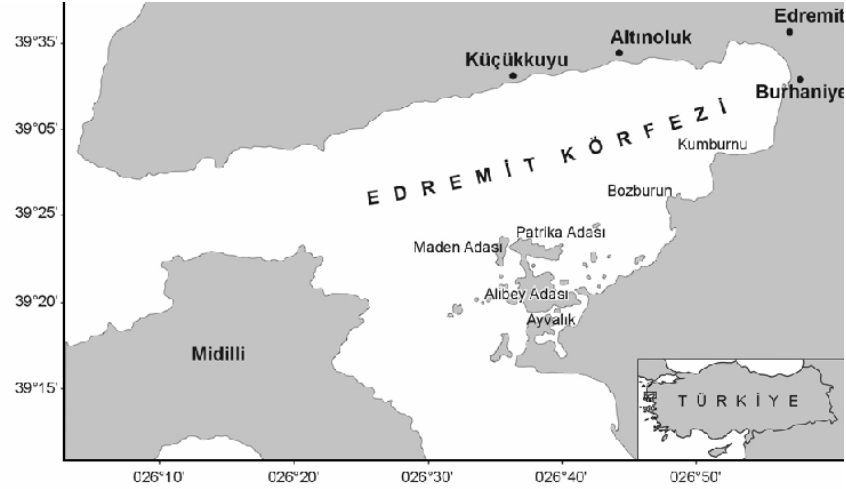 Edremit
39°35'
Altınoluk
Küçükkuyu
Burhaniye
39°05'
EDREMİT KÖRFEZİ
Kumburnu
Bozburun
39°25'
Patrika Adası
Maden Adası
Alibey Adası
39°20'
Ayvalık
Midilli
39°15'
TÜRKİYE
026°10'
026°20'
026°30'
026°40'
026°50'